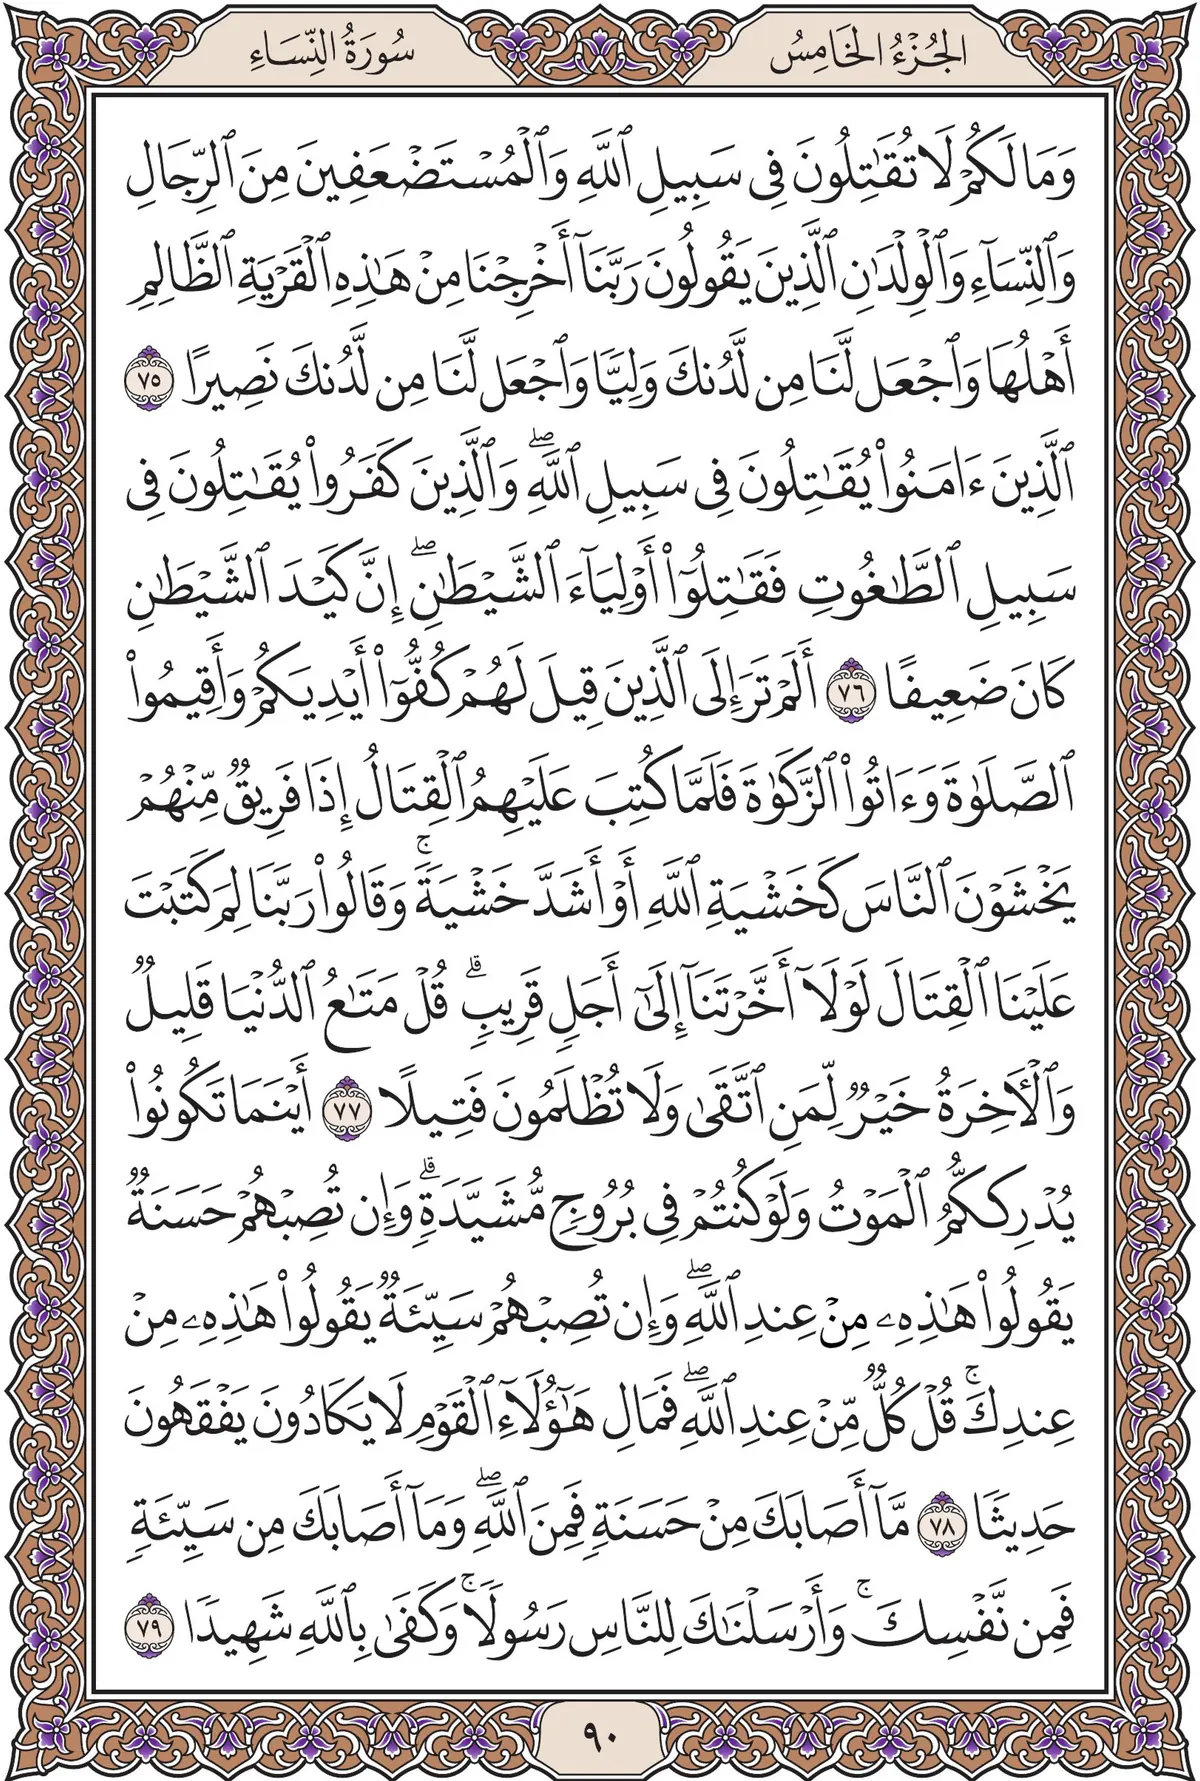 الجُزْءُ الخَامِسُ
سُورَةُ النِّسَاءِ
وَمَا لَكُمْ لَا تُقَٰتِلُونَ فِى سَبِيلِ ٱللَّهِ وَٱلْمُسْتَضْعَفِينَ مِنَ ٱلرِّجَالِ
وَٱلنِّسَآءِ وَٱلْوِلْدَٰنِ ٱلَّذِينَ يَقُولُونَ رَبَّنَآ أَخْرِجْنَا مِنْ هَٰذِهِ ٱلْقَرْيَةِ ٱلظَّالِمِ
أَهْلُهَا وَٱجْعَل لَّنَا مِن لَّدُنكَ وَلِيًّا وَٱجْعَل لَّنَا مِن لَّدُنكَ نَصِيرًا ٧٥
ٱلَّذِينَ ءَامَنُوا۟ يُقَٰتِلُونَ فِى سَبِيلِ ٱللَّهِ ۖ وَٱلَّذِينَ كَفَرُوا۟ يُقَٰتِلُونَ فِى
سَبِيلِ ٱلطَّٰغُوتِ فَقَٰتِلُوٓا۟ أَوْلِيَآءَ ٱلشَّيْطَٰنِ ۖ إِنَّ كَيْدَ ٱلشَّيْطَٰنِ
كَانَ ضَعِيفًا ٧٦ أَلَمْ تَرَ إِلَى ٱلَّذِينَ قِيلَ لَهُمْ كُفُّوٓا۟ أَيْدِيَكُمْ وَأَقِيمُوا۟
ٱلصَّلَوٰةَ وَءَاتُوا۟ ٱلزَّكَوٰةَ فَلَمَّا كُتِبَ عَلَيْهِمُ ٱلْقِتَالُ إِذَا فَرِيقٌ مِّنْهُمْ
يَخْشَوْنَ ٱلنَّاسَ كَخَشْيَةِ ٱللَّهِ أَوْ أَشَدَّ خَشْيَةً ۚ وَقَالُوا۟ رَبَّنَا لِمَ كَتَبْتَ
عَلَيْنَا ٱلْقِتَالَ لَوْلَآ أَخَّرْتَنَآ إِلَىٰٓ أَجَلٍ قَرِيبٍ ۗ قُلْ مَتَٰعُ ٱلدُّنْيَا قَلِيلٌ
وَٱلْءَاخِرَةُ خَيْرٌ لِّمَنِ ٱتَّقَىٰ وَلَا تُظْلَمُونَ فَتِيلًا ٧٧ أَيْنَمَا تَكُونُوا۟
يُدْرِككُّمُ ٱلْمَوْتُ وَلَوْ كُنتُمْ فِى بُرُوجٍ مُّشَيَّدَةٍ ۗ وَإِن تُصِبْهُمْ حَسَنَةٌ
يَقُولُوا۟ هَٰذِهِۦ مِنْ عِندِ ٱللَّهِ ۖ وَإِن تُصِبْهُمْ سَيِّئَةٌ يَقُولُوا۟ هَٰذِهِۦ مِنْ
عِندِكَ ۚ قُلْ كُلٌّ مِّنْ عِندِ ٱللَّهِ ۖ فَمَالِ هَٰٓؤُلَآءِ ٱلْقَوْمِ لَا يَكَادُونَ يَفْقَهُونَ
حَدِيثًا ٧٨ مَّآ أَصَابَكَ مِنْ حَسَنَةٍ فَمِنَ ٱللَّهِ ۖ وَمَآ أَصَابَكَ مِن سَيِّئَةٍ
فَمِن نَّفْسِكَ ۚ وَأَرْسَلْنَٰكَ لِلنَّاسِ رَسُولًا ۚ وَكَفَىٰ بِٱللَّهِ شَهِيدًا ٧٩
٩٠